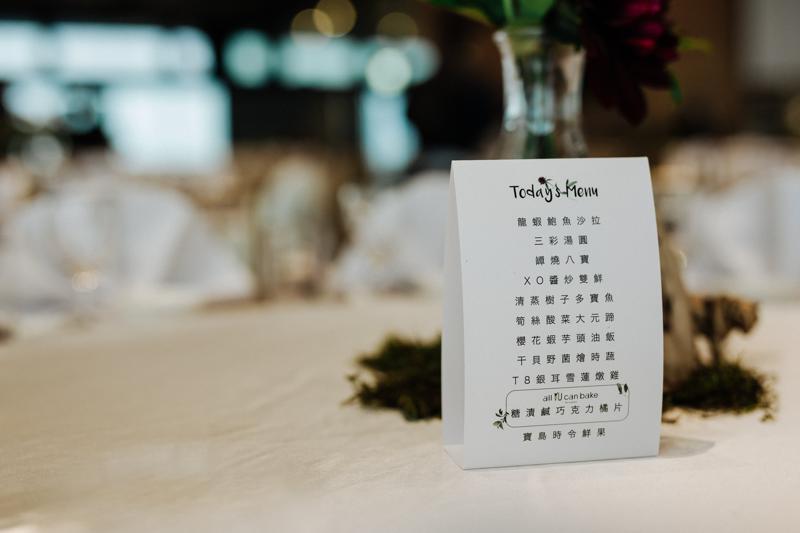 Today's Menu
龍蝦鮑魚沙拉
三彩湯圓
罈燒八寶
XO醬炒雙鮮
清蒸樹子多寶魚
筍絲酸菜大元蹄
櫻花蝦芋頭油飯
干貝野菌燴時蔬
T8銀耳雪蓮燉雞
all U can bake
糖漬鹹巧克力橘片
寶島時令鮮果